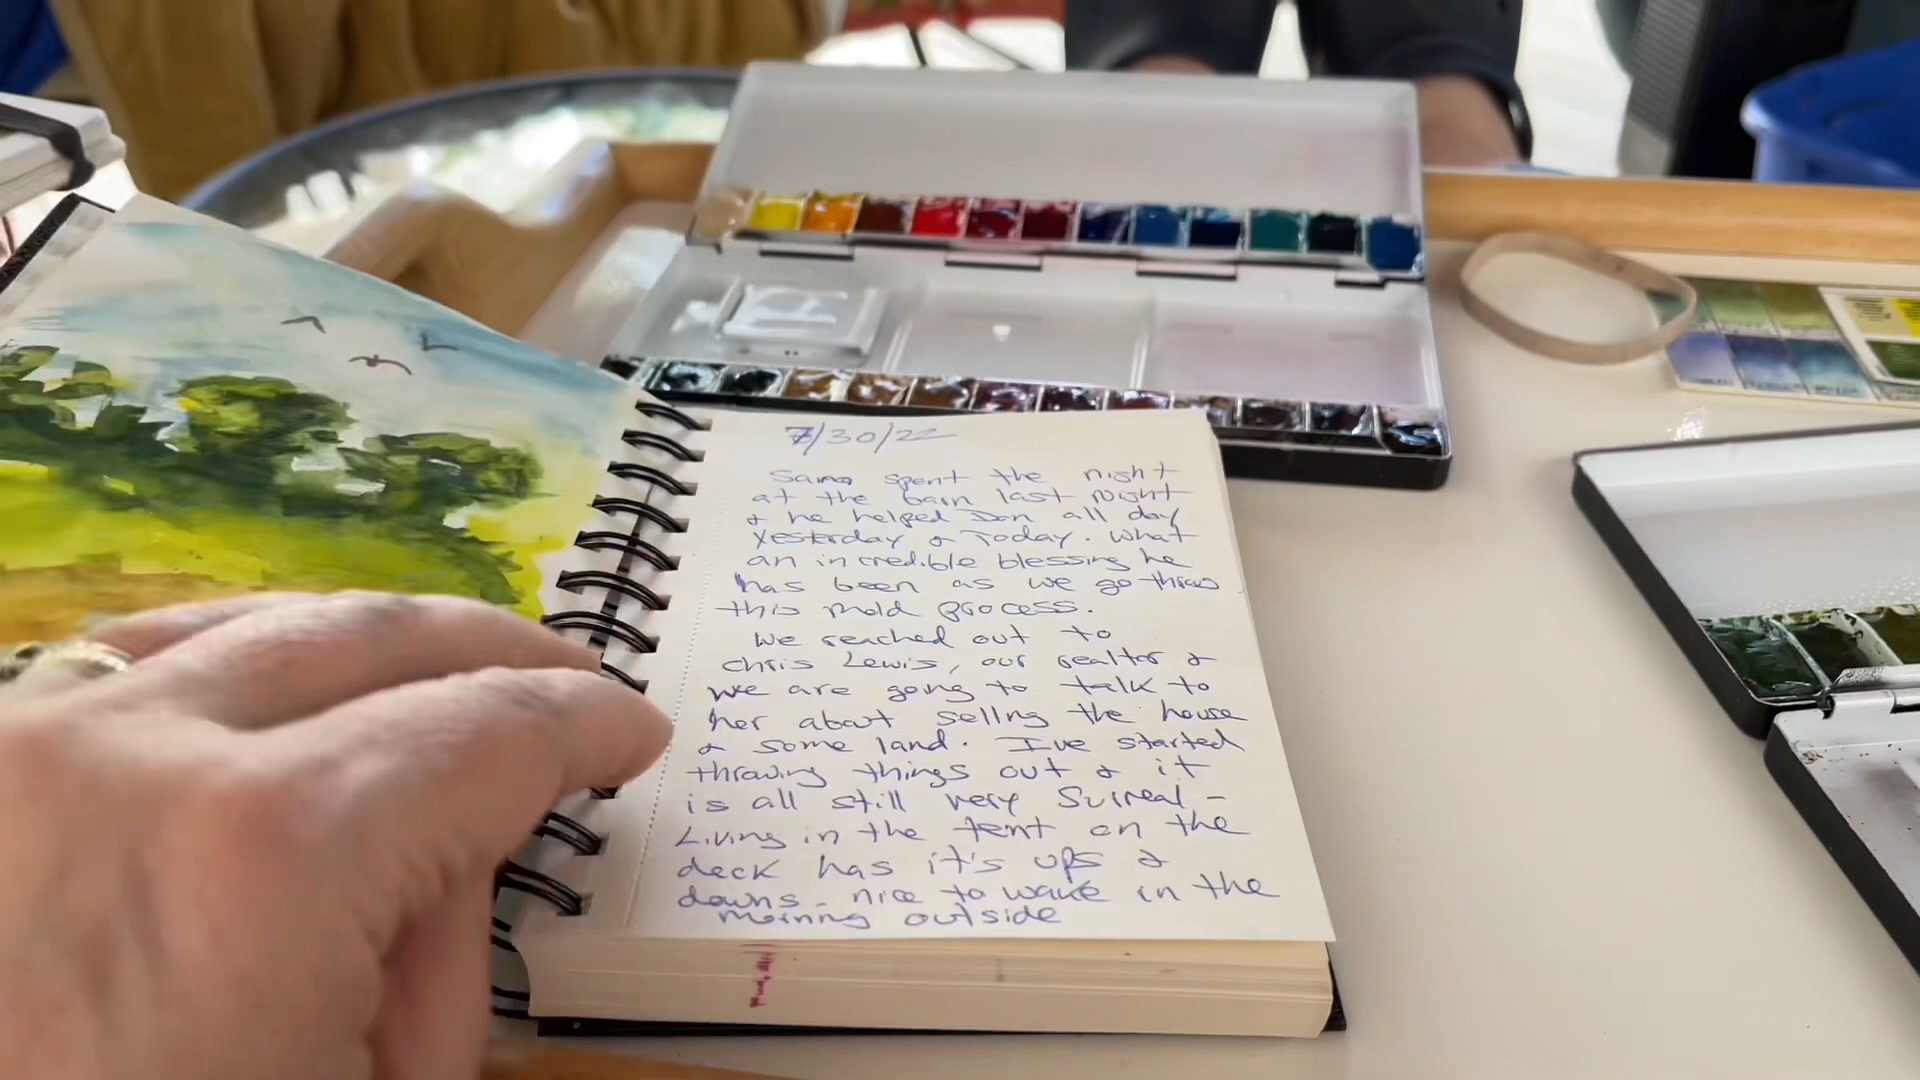 7/30/22
Sam spent the night
at the barn last night
& he helped Dan all day
Yesterday & Today. What
an incredible blessing he
has been as we go thru
this mold process.
We reached out to
Chris Lewis, our realtor &
we are going to talk to
her about selling the house
& some land. I've started
throwing things out & it
is all still very surreal -
Living in the tent on the
deck has it's ups &
downs - nice to wake in the
morning outside